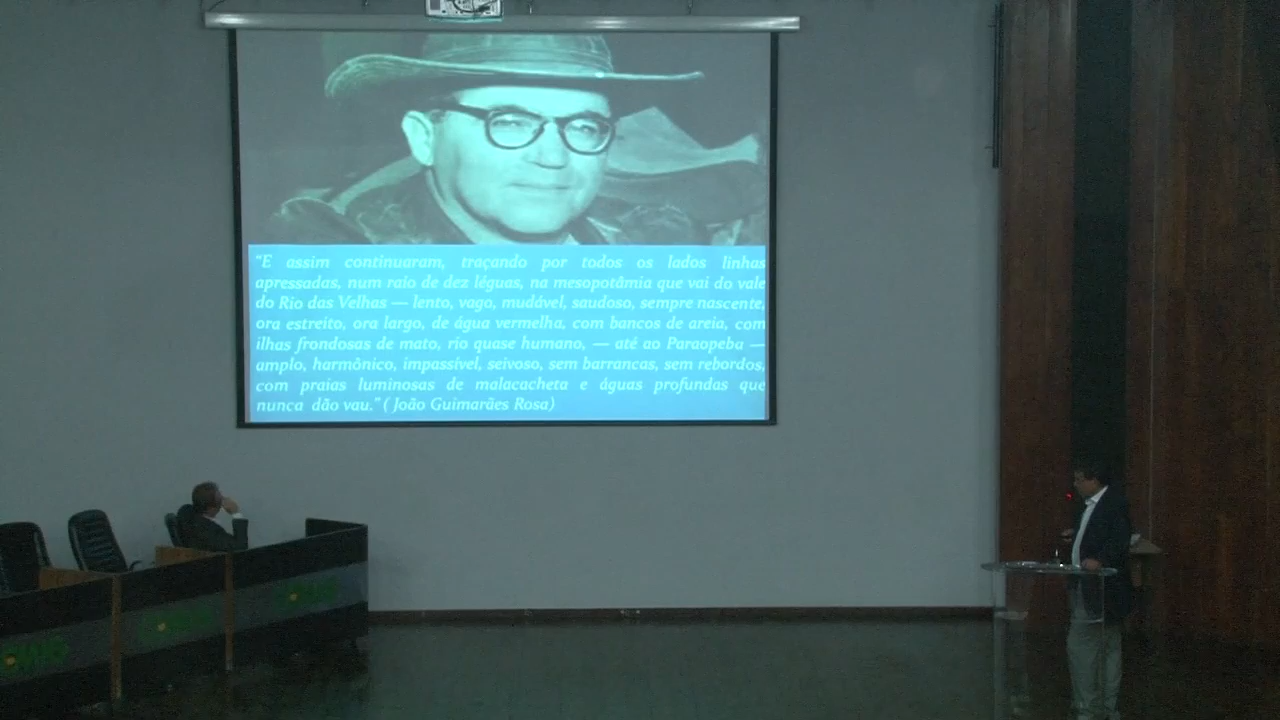 “E assim continuaram, traçando por todos os lados linhas
apressadas, num raio de dez léguas, na mesopotâmia que vai do vale
do Rio das Velhas — lento, vago, mudável, saudoso, sempre nascente,
ora estreito, ora largo, de água vermelha, com bancos de areia, com
ilhas frondosas de mato, rio quase humano, — até ao Paraopeba —
amplo, harmônico, impassível, seivoso, sem barrancas, sem rebordos,
com praias luminosas de malacacheta e águas profundas que
nunca dão vau.” ( João Guimarães Rosa)